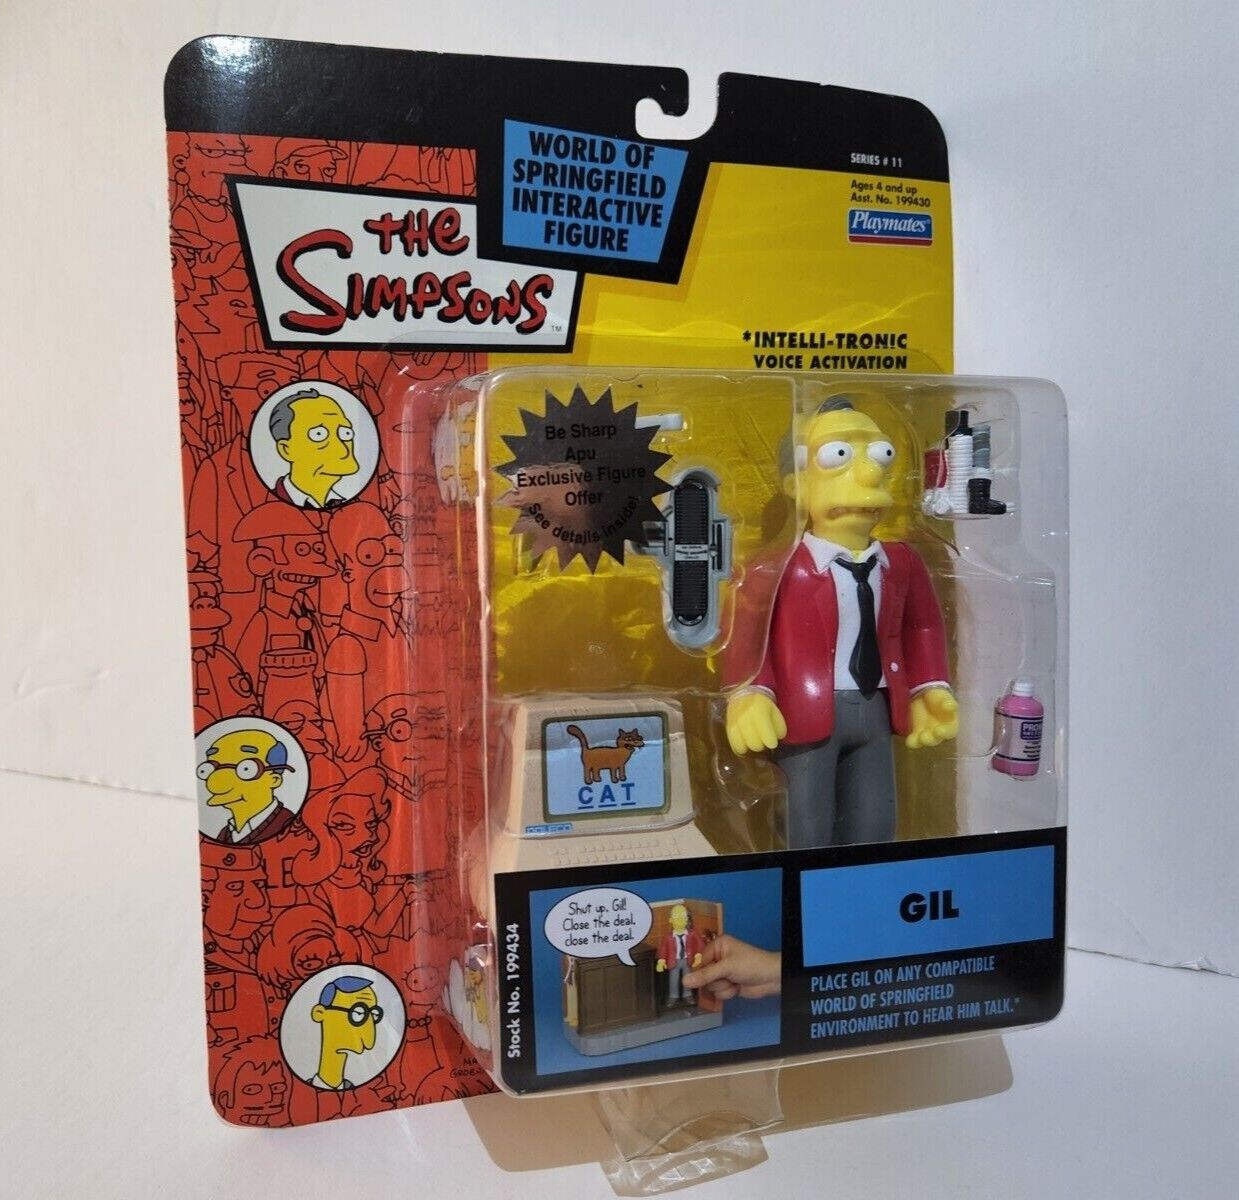 WORLD OF
SPRINGFIELD
INTERACTIVE
FIGURE
THE
SIMPSONS
TM
SERIES # 11
Ages 4 and up
Asst. No. 199430
Playmates
*INTELLI-TRONIC
VOICE ACTIVATION
Be Sharp
Apu
Exclusive Figure
Offer
See details inside!
CAT
COLECO
Shut up, Gil!
Close the deal,
close the deal.
GIL
PLACE GIL ON ANY COMPATIBLE
WORLD OF SPRINGFIELD
ENVIRONMENT TO HEAR HIM TALK.*
Stock No. 199434